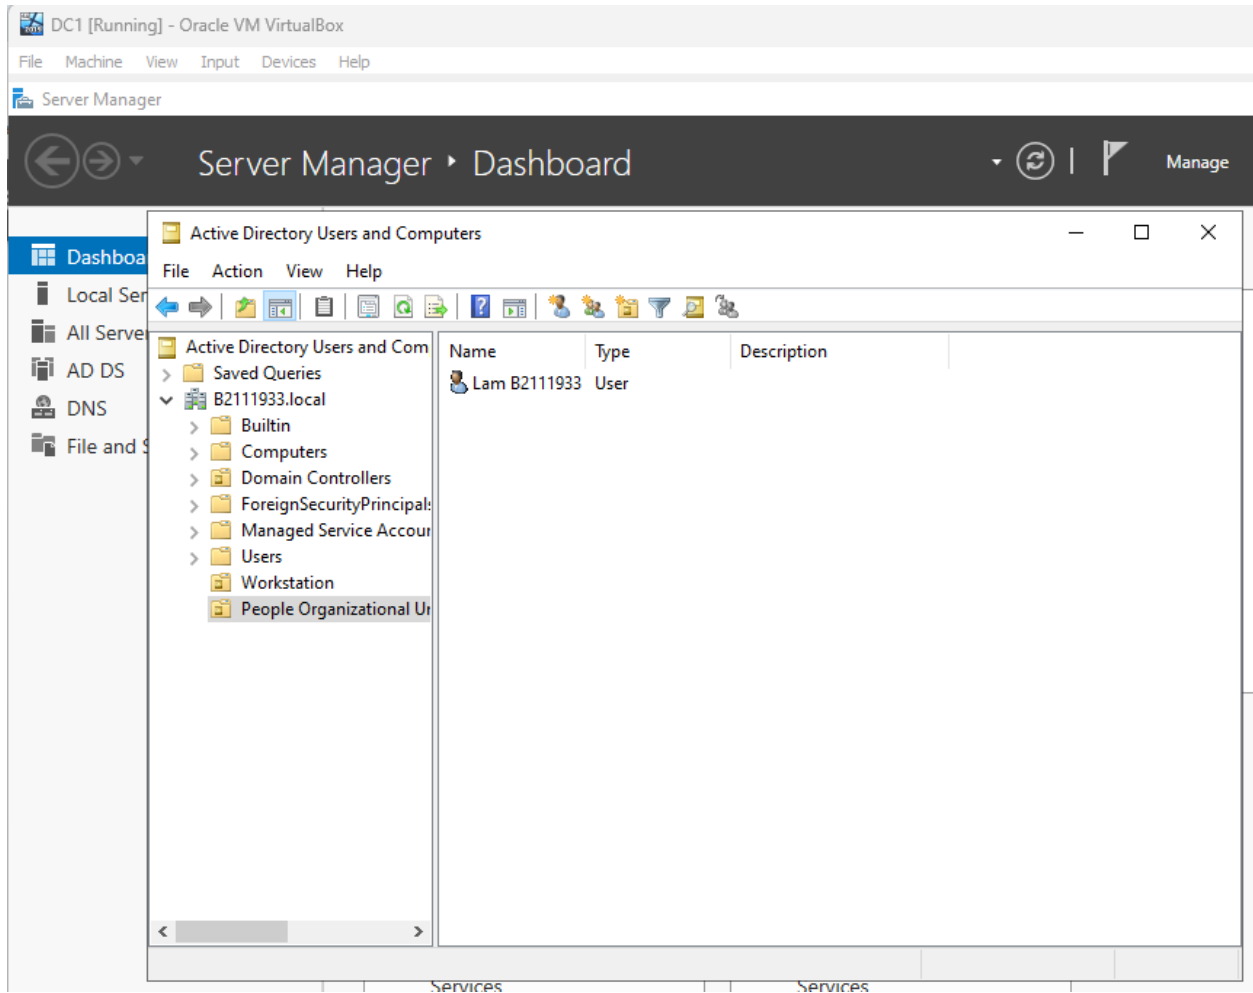 DC1 [Running] - Oracle VM VirtualBox
File Machine View Input Devices Help
Server Manager
Server Manager ‣ Dashboard
Manage
Dashboa
Local Ser
All Server
AD DS
DNS
File and S
Active Directory Users and Computers
File Action View Help
Active Directory Users and Com
Saved Queries
B2111933.local
Builtin
Computers
Domain Controllers
ForeignSecurityPrincipals
Managed Service Accour
Users
Workstation
People Organizational Ur
Name Type Description
Lam B2111933 User
Services Services